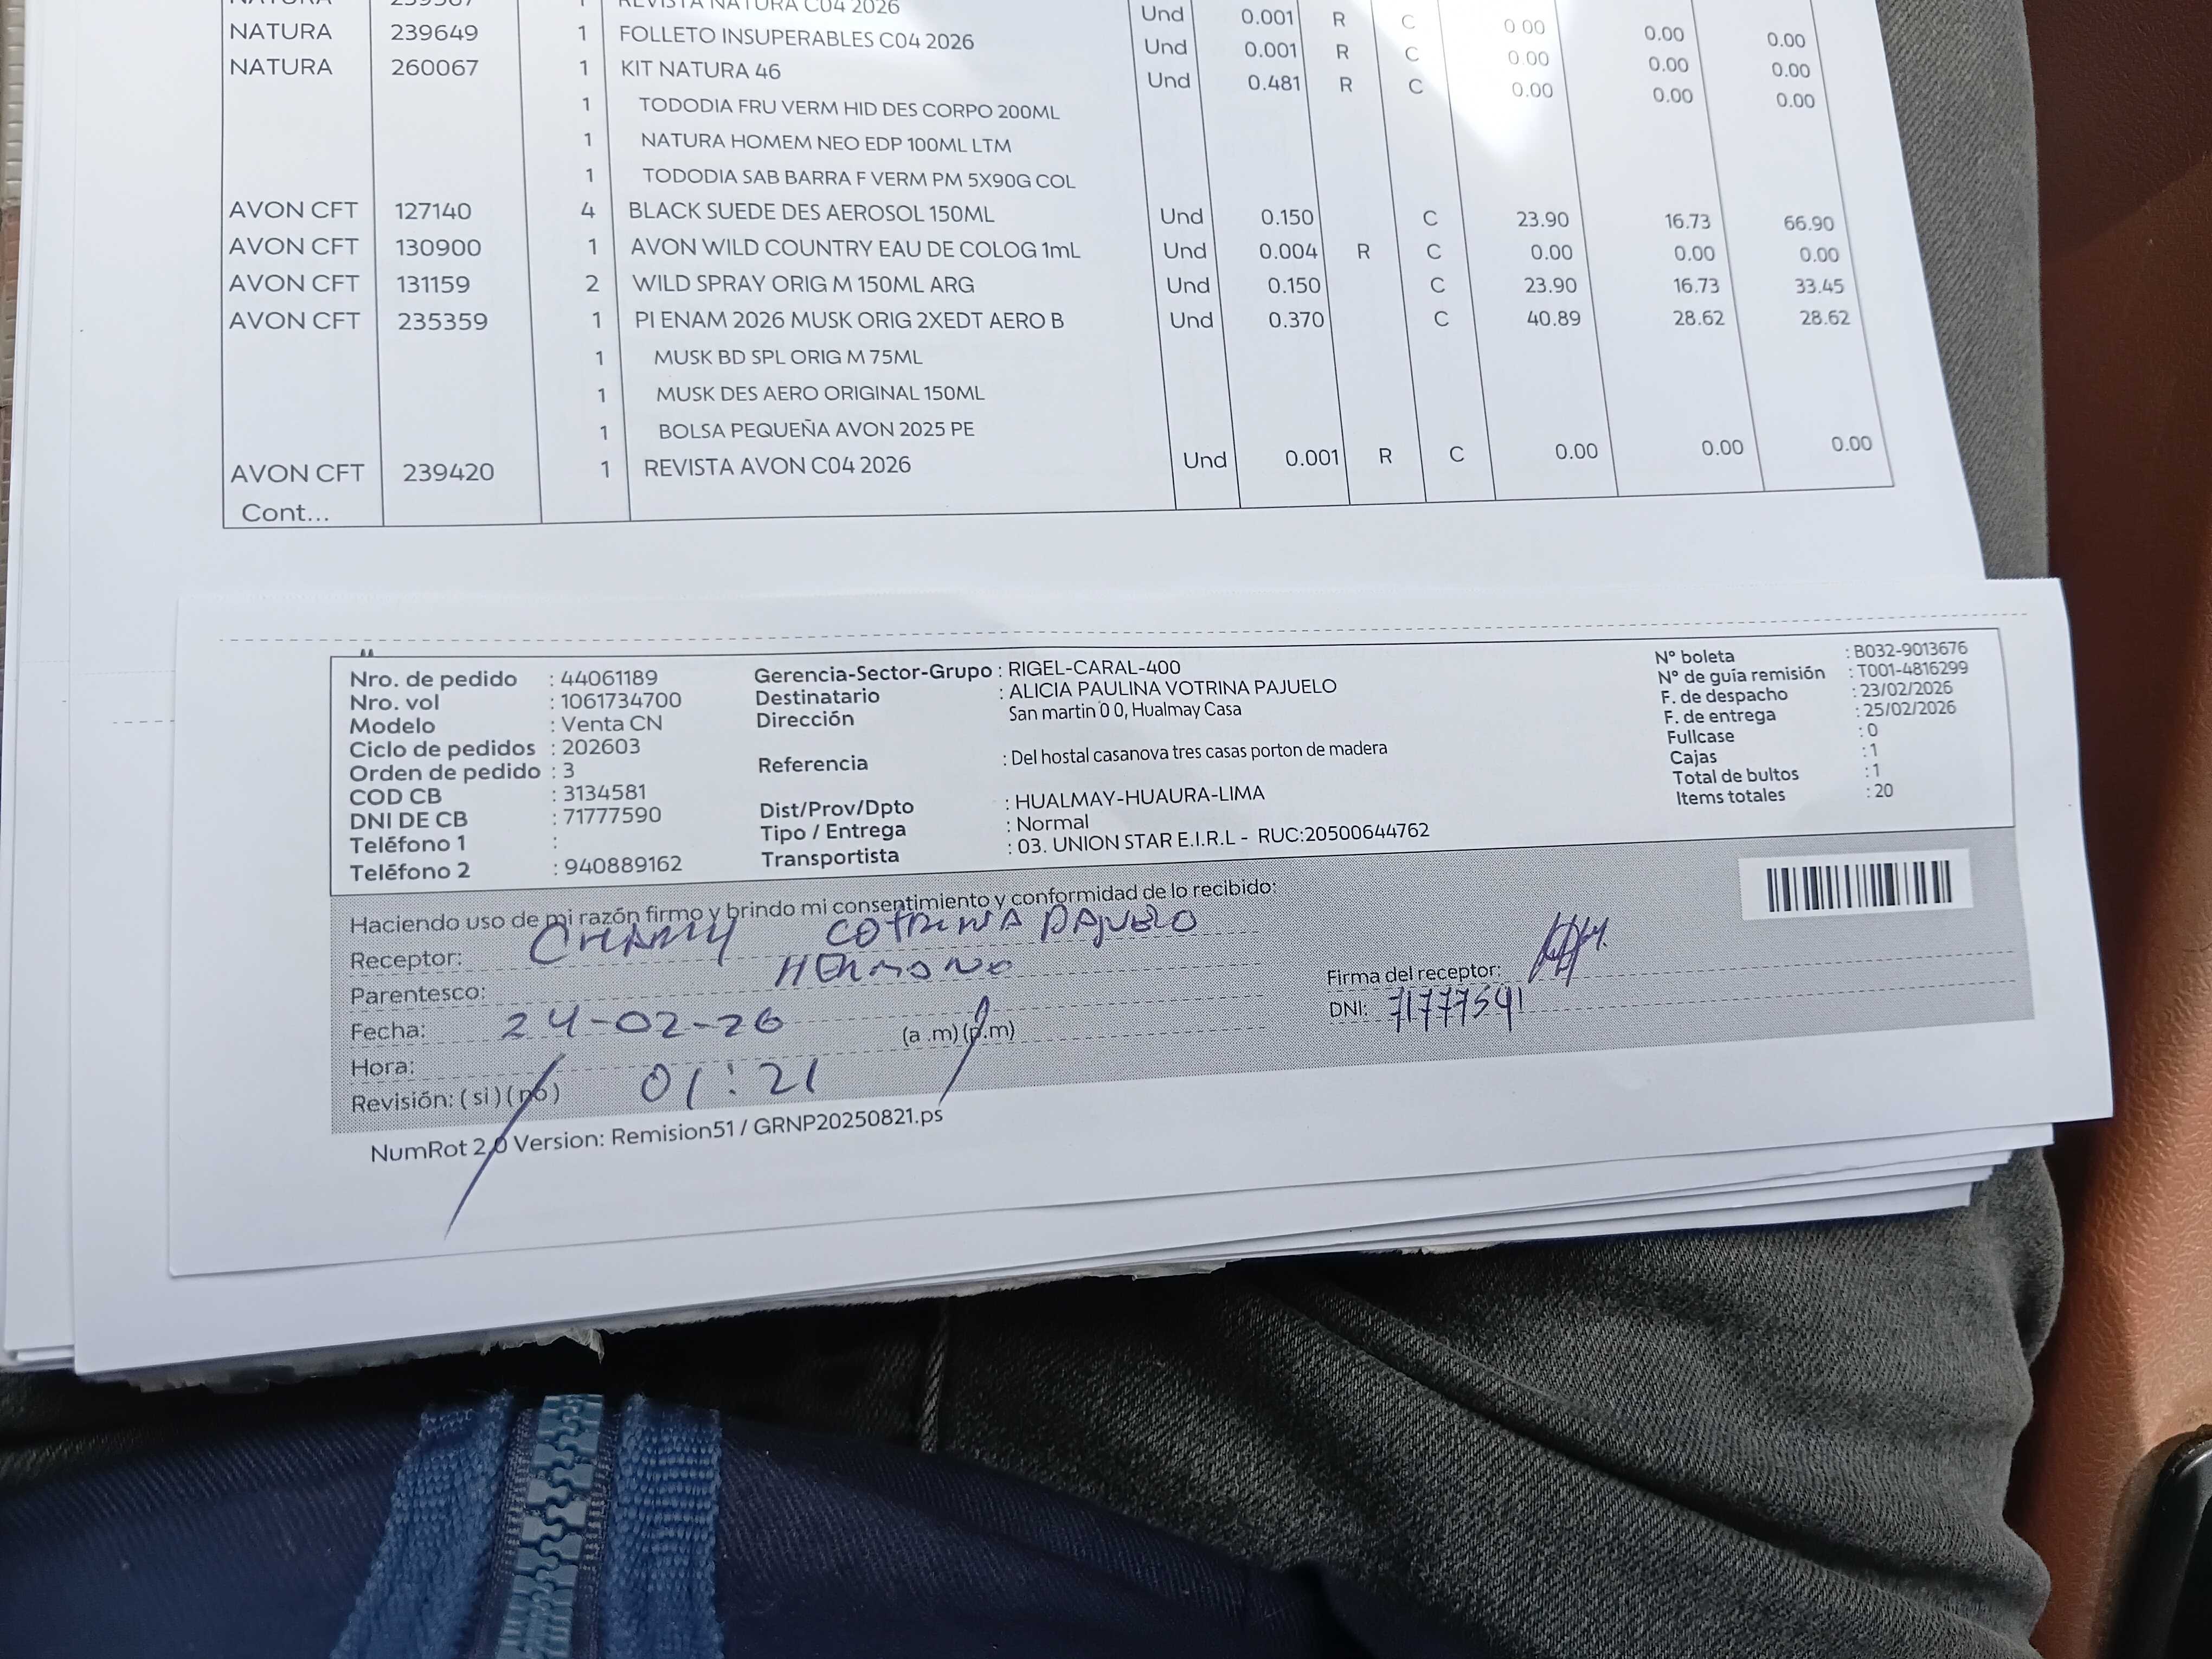 NATURA 239567 1 REVISTA NATURA C04 2026 Und 0.001 R C 0.00 0.00 0.00
NATURA 239649 1 FOLLETO INSUPERABLES C04 2026 Und 0.001 R C 0.00 0.00 0.00
NATURA 260067 1 KIT NATURA 46 Und 0.481 R C 0.00 0.00 0.00
1 TODODIA FRU VERM HID DES CORPO 200ML
1 NATURA HOMEM NEO EDP 100ML LTM
1 TODODIA SAB BARRA F VERM PM 5X90G COL
AVON CFT 127140 4 BLACK SUEDE DES AEROSOL 150ML Und 0.150 C 23.90 16.73 66.90
AVON CFT 130900 1 AVON WILD COUNTRY EAU DE COLOG 1mL Und 0.004 R C 0.00 0.00 0.00
AVON CFT 131159 2 WILD SPRAY ORIG M 150ML ARG Und 0.150 C 23.90 16.73 33.45
AVON CFT 235359 1 PI ENAM 2026 MUSK ORIG 2XEDT AERO B Und 0.370 C 40.89 28.62 28.62
1 MUSK BD SPL ORIG M 75ML
1 MUSK DES AERO ORIGINAL 150ML
1 BOLSA PEQUEÑA AVON 2025 PE
AVON CFT 239420 1 REVISTA AVON C04 2026 Und 0.001 R C 0.00 0.00 0.00
Cont...
Nro. de pedido : 44061189
Nro. vol : 1061734700
Modelo : Venta CN
Ciclo de pedidos : 202603
Orden de pedido : 3
COD CB : 3134581
DNI DE CB : 71777590
Teléfono 1 :
Teléfono 2 : 940889162
Gerencia-Sector-Grupo : RIGEL-CARAL-400
Destinatario : ALICIA PAULINA VOTRINA PAJUELO
Dirección San martin 0 0, Hualmay Casa
Referencia : Del hostal casanova tres casas porton de madera
Dist/Prov/Dpto : HUALMAY-HUAURA-LIMA
Tipo / Entrega : Normal
Transportista : 03. UNION STAR E.I.R.L - RUC:20500644762
N° boleta : B032-9013676
N° de guía remisión : T001-4816299
F. de despacho : 23/02/2026
F. de entrega : 25/02/2026
Fullcase : 0
Cajas : 1
Total de bultos : 1
Items totales : 20
Haciendo uso de mi razón firmo y brindo mi consentimiento y conformidad de lo recibido:
Receptor: COTRINA PAJUELO
Parentesco: HERMANO
Fecha: 24-02-26 (a .m) (p.m)
Hora: 01:21
Revisión: ( si ) ( no )
Firma del receptor:
DNI: 71777591
NumRot 2,0 Version: Remision51 / GRNP20250821.ps